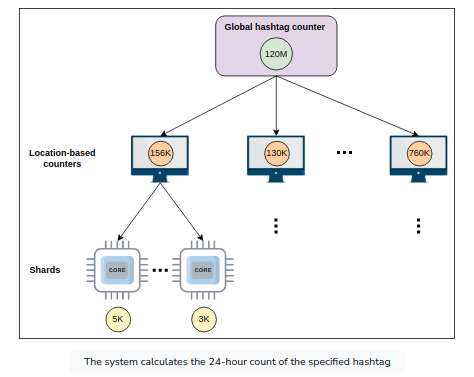 Global hashtag counter
120M
Location-based
counters
156K
130K
760K
Shards
CORE
CORE
5K
3K
The system calculates the 24-hour count of the specified hashtag